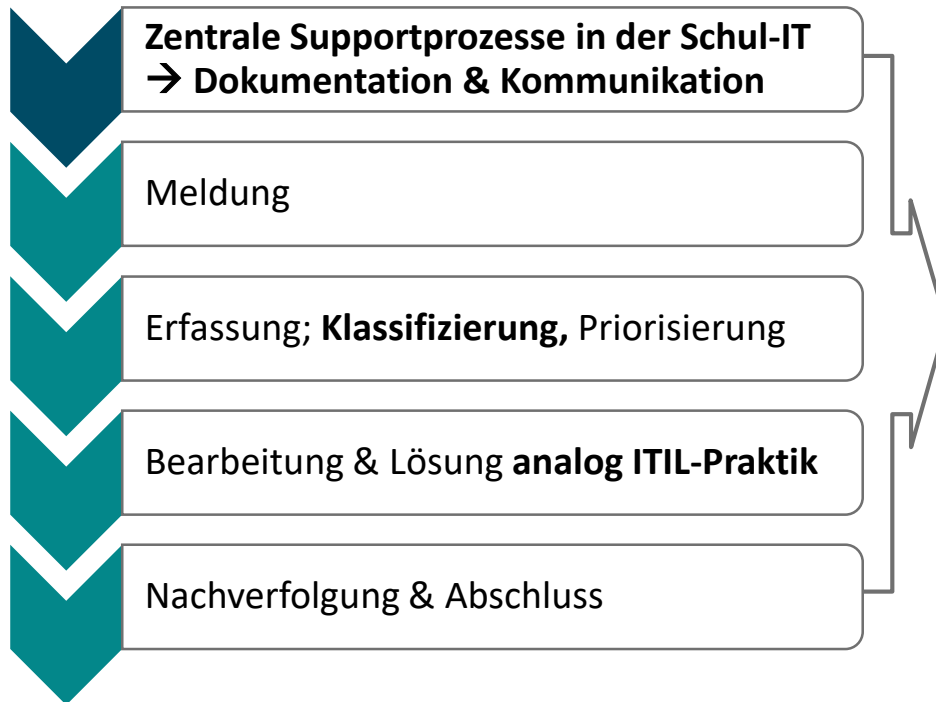 Zentrale Supportprozesse in der Schul-IT
→ Dokumentation & Kommunikation
Meldung
Erfassung; Klassifizierung, Priorisierung
Bearbeitung & Lösung analog ITIL-Praktik
Nachverfolgung & Abschluss